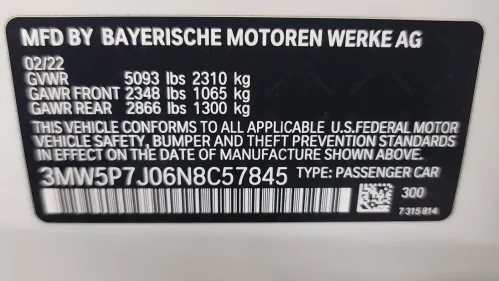 MFD BY BAYERISCHE MOTOREN WERKE AG
02/22
GVWR 5093 lbs 2310 kg
GAWR FRONT 2348 lbs 1065 kg
GAWR REAR 2866 lbs 1300 kg
THIS VEHICLE CONFORMS TO ALL APPLICABLE U.S.FEDERAL MOTOR
VEHICLE SAFETY, BUMPER AND THEFT PREVENTION STANDARDS
IN EFFECT ON THE DATE OF MANUFACTURE SHOWN ABOVE.
3MW5P7J06N8C57845 TYPE: PASSENGER CAR
300
7 315 814